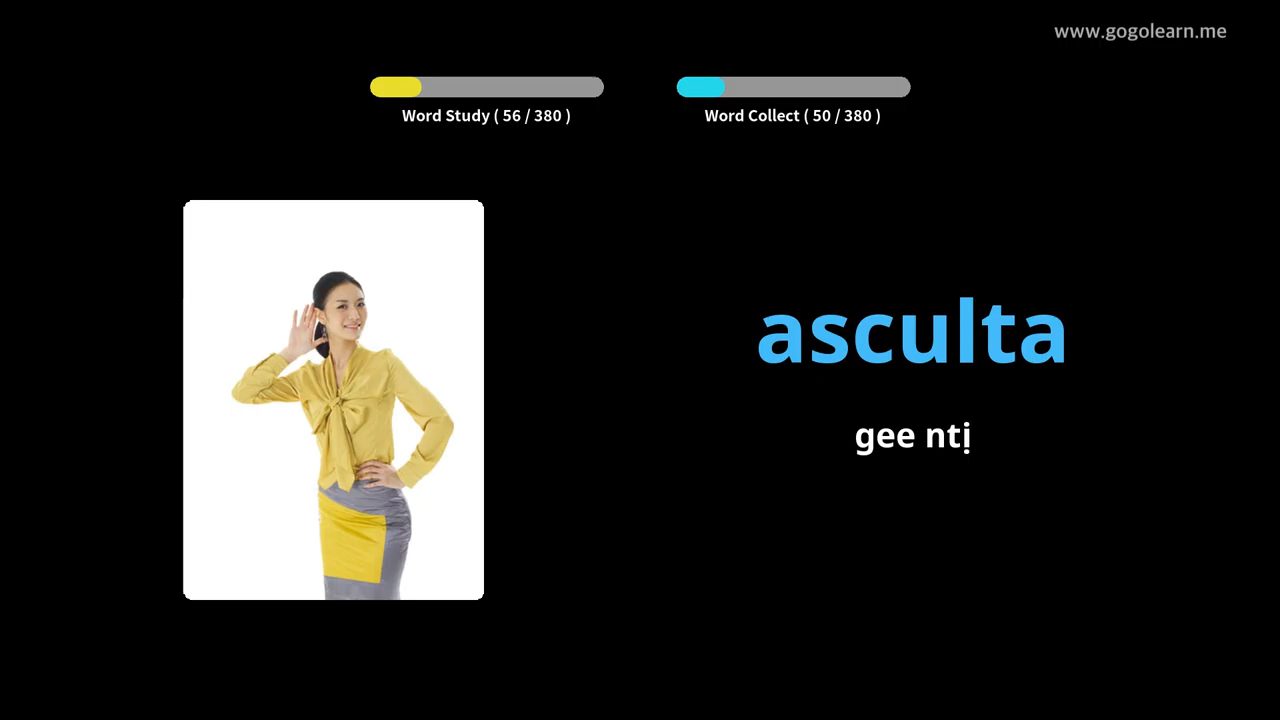 www.gogolearn.me
Word Study ( 56 / 380 )
Word Collect ( 50 / 380 )
asculta
gee ntị